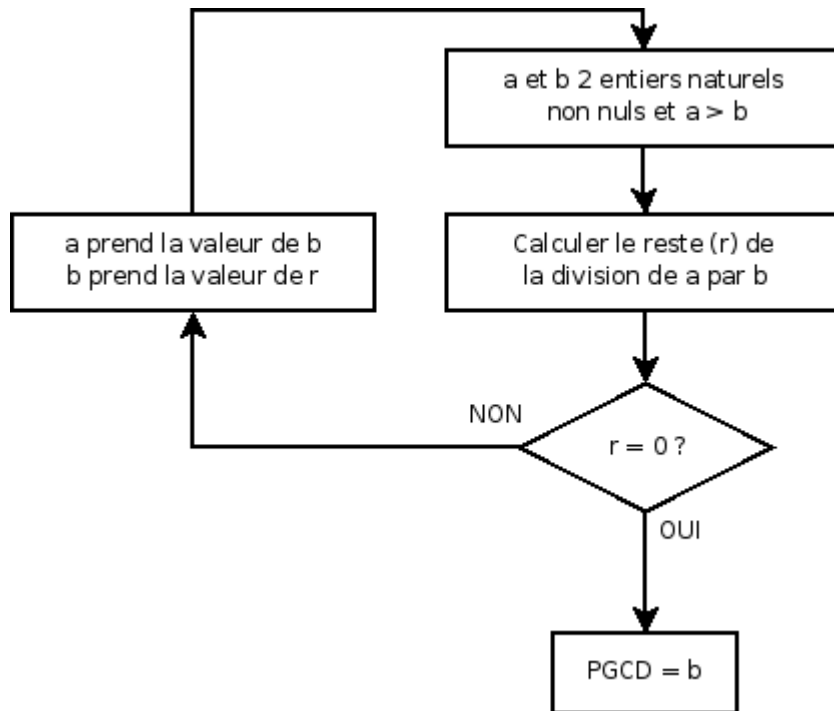 a et b 2 entiers naturels
non nuls et a > b
a prend la valeur de b
b prend la valeur de r
Calculer le reste (r) de
la division de a par b
NON
r = 0 ?
OUI
PGCD = b